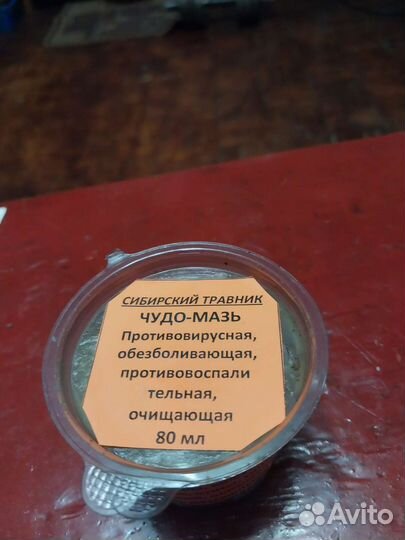 СИБИРСКИЙ ТРАВНИК
ЧУДО-МАЗЬ
Противовирусная,
обезболивающая,
противовоспали
тельная,
очищающая
80 мл
Avito